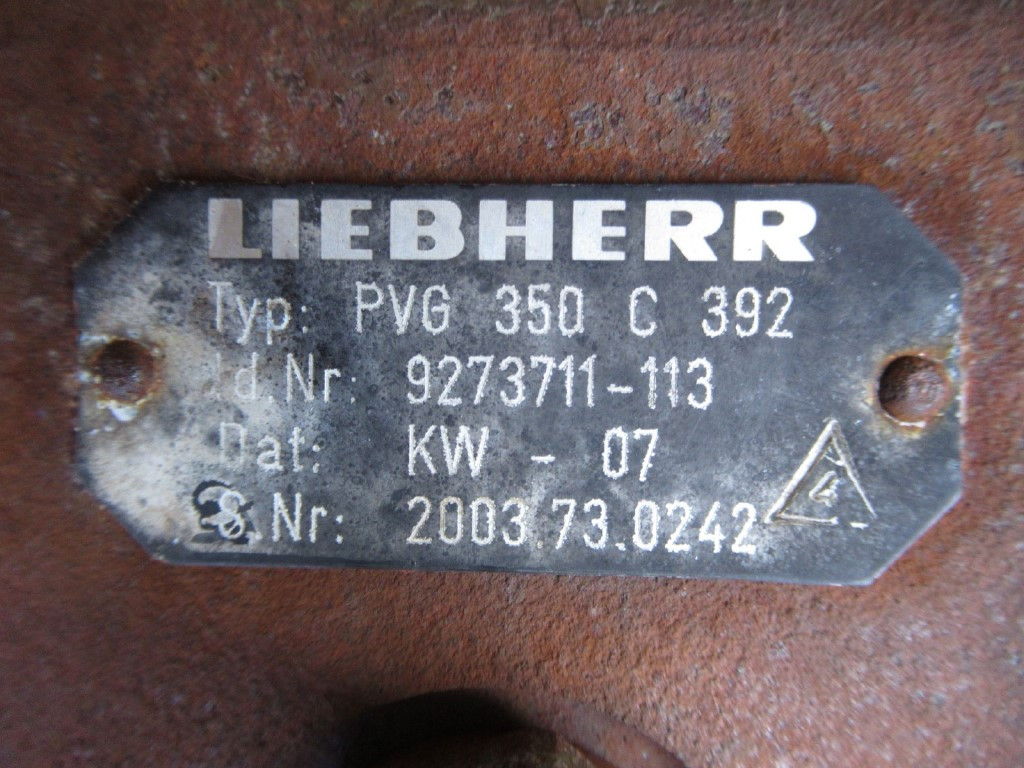 LIEBHERR
Typ: PVG 350 C 392
Id.Nr: 9273711-113
Dat: KW - 07
S.Nr: 2003.73.0242